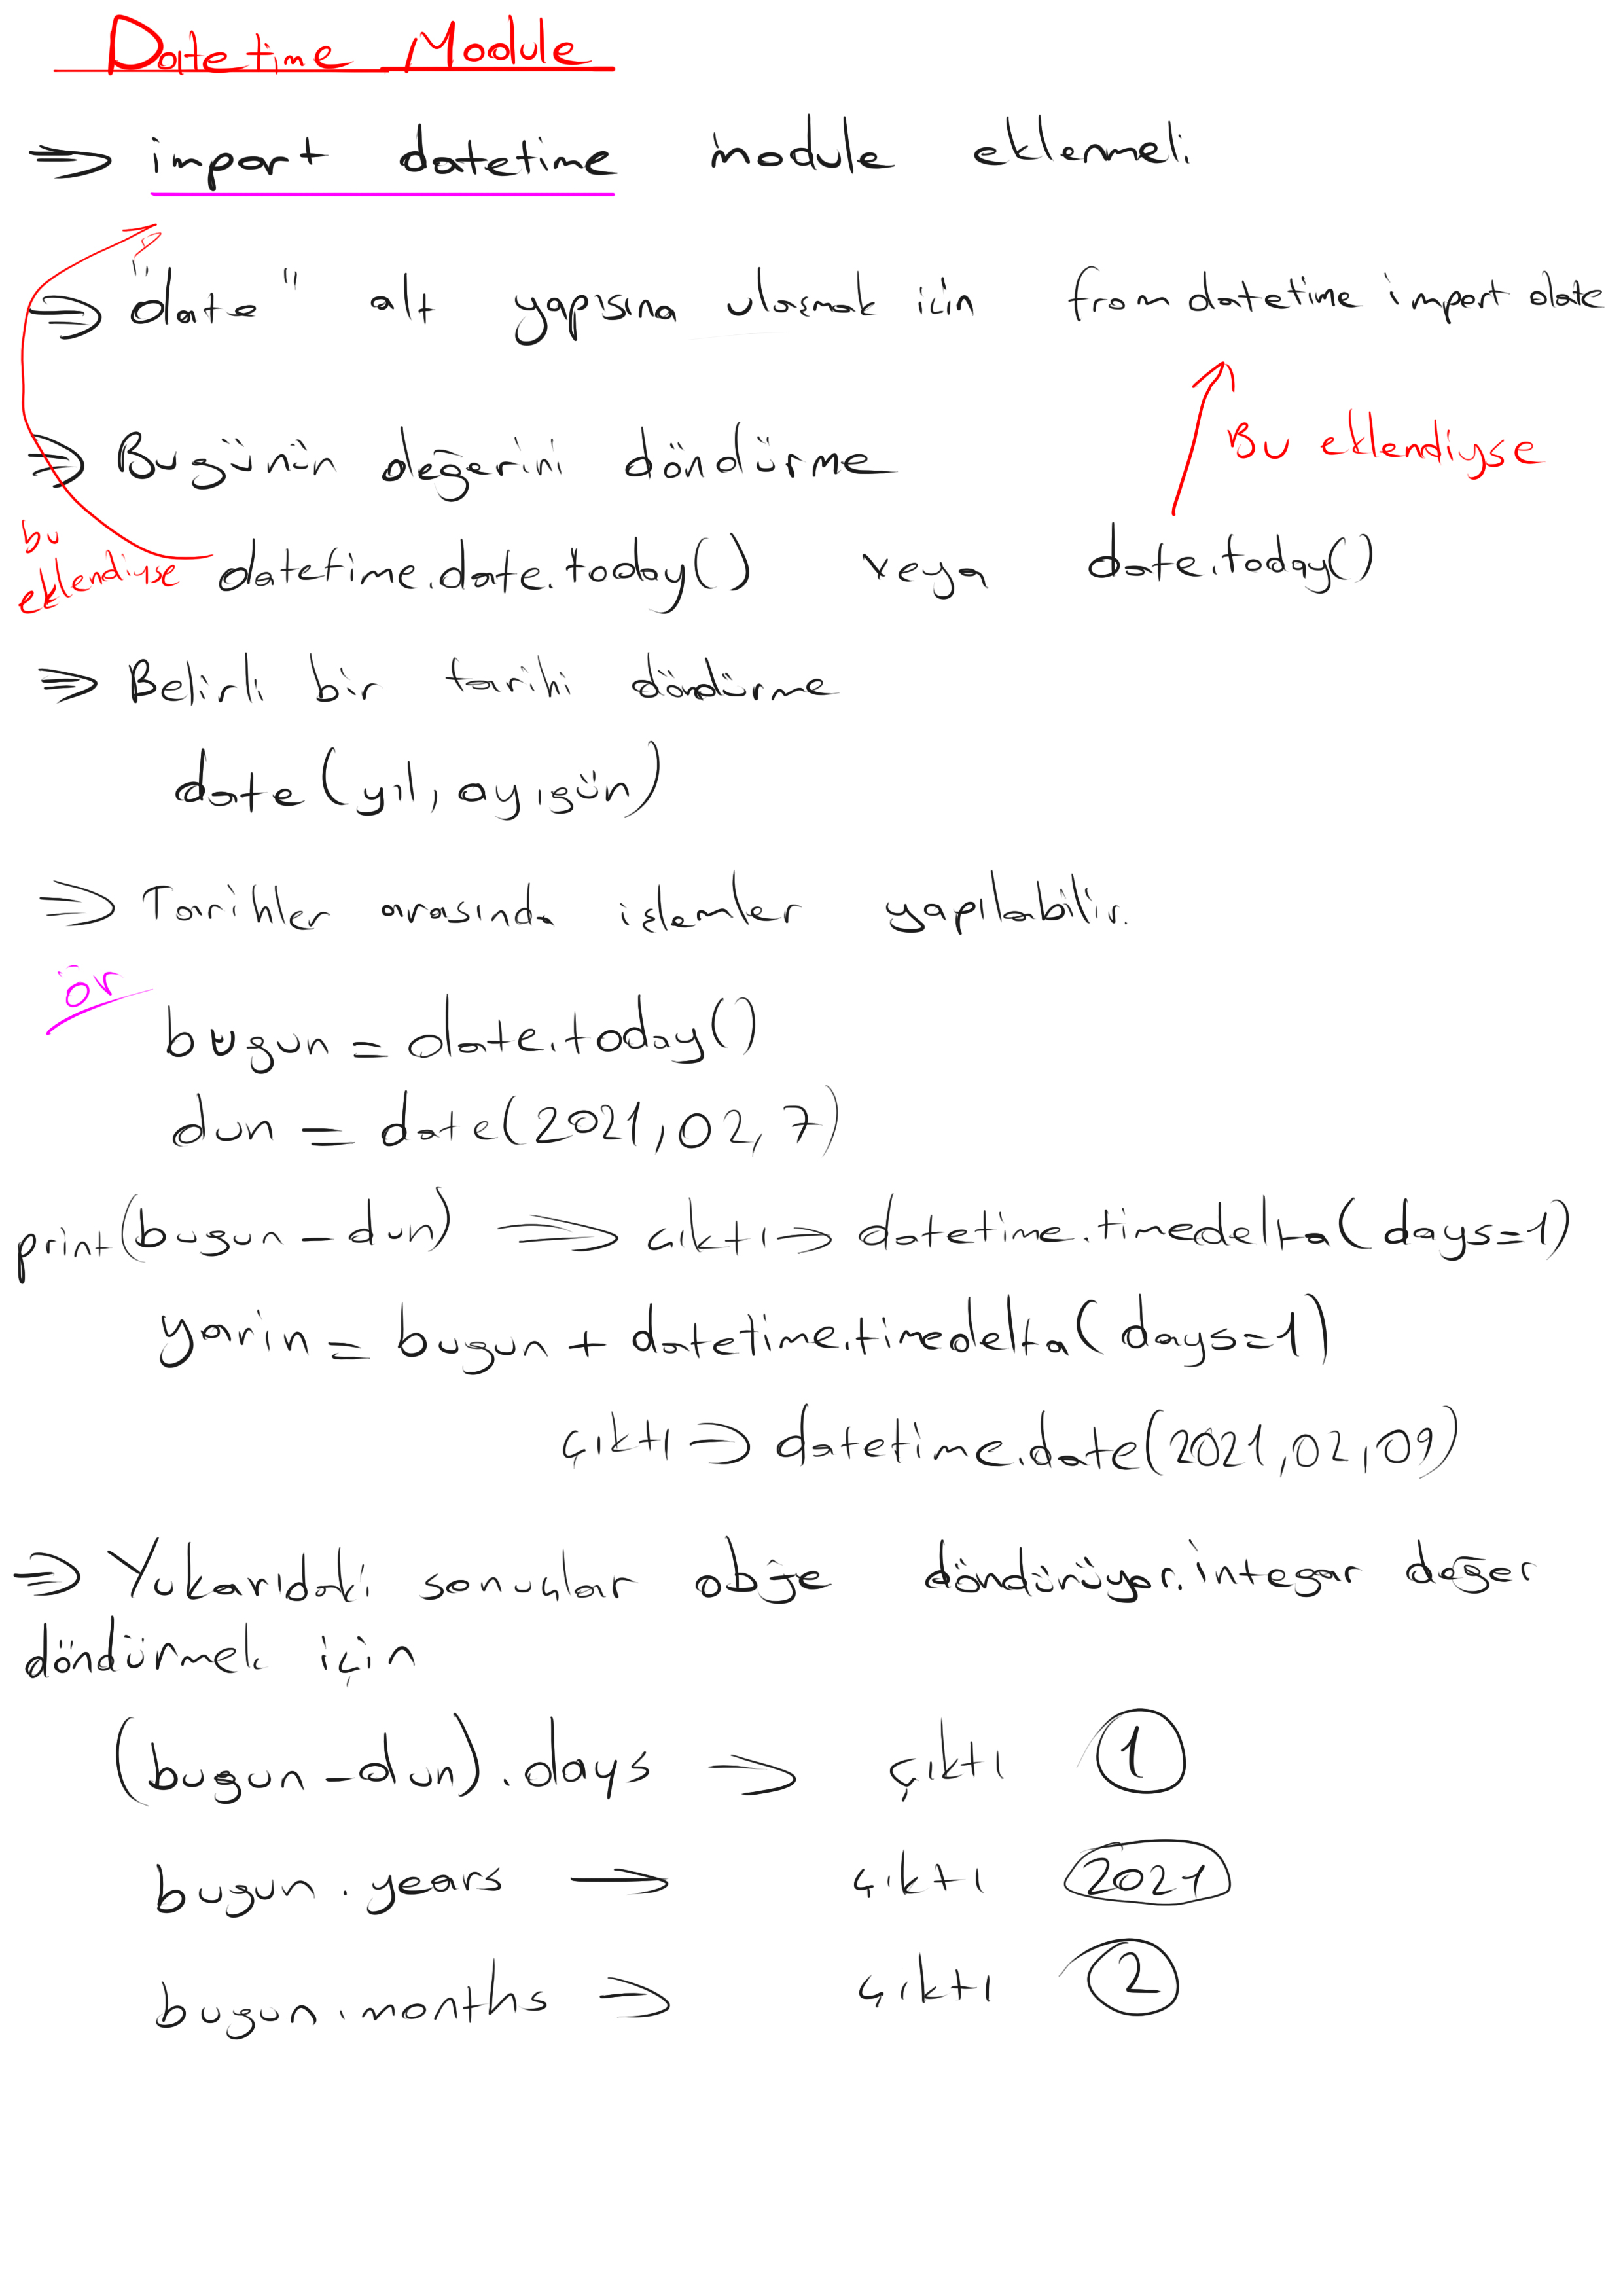 Datetime Module
⇒ import datetime module eklenmeli
⇒ "date" alt yapısına ulaşmak için from datetime import date
Bu eklendiyse
⇒ Bugünün değerini döndürme
bu eklendiyse
datetime.date.today() veya date.today()
⇒ Belirli bir tarihi döndürme
date(yıl, ay, gün)
⇒ Tarihler arasında işlemler yapılabilir.
ör
bugun = date.today()
dun = date(2021,02,7)
print(bugun - dun) ⇒ çıktı ⇒ datetime.timedelta(days=1)
yarin = bugun + datetime.timedelta(days=1)
çıktı ⇒ datetime.date(2021,02,09)
⇒ Yukarıdaki sonuçlar obje döndürüyor. integar değer
döndürmek için
(bugun-dun).days ⇒ çıktı 1
bugun.years ⇒ çıktı 2021
bugun.months ⇒ çıktı 2